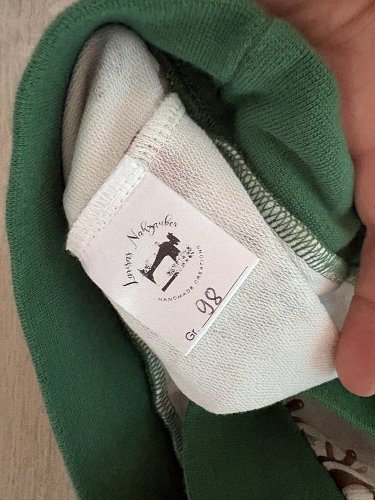 Lauras Nähzauber
HANDMADE CREATIONS
Gr. 98